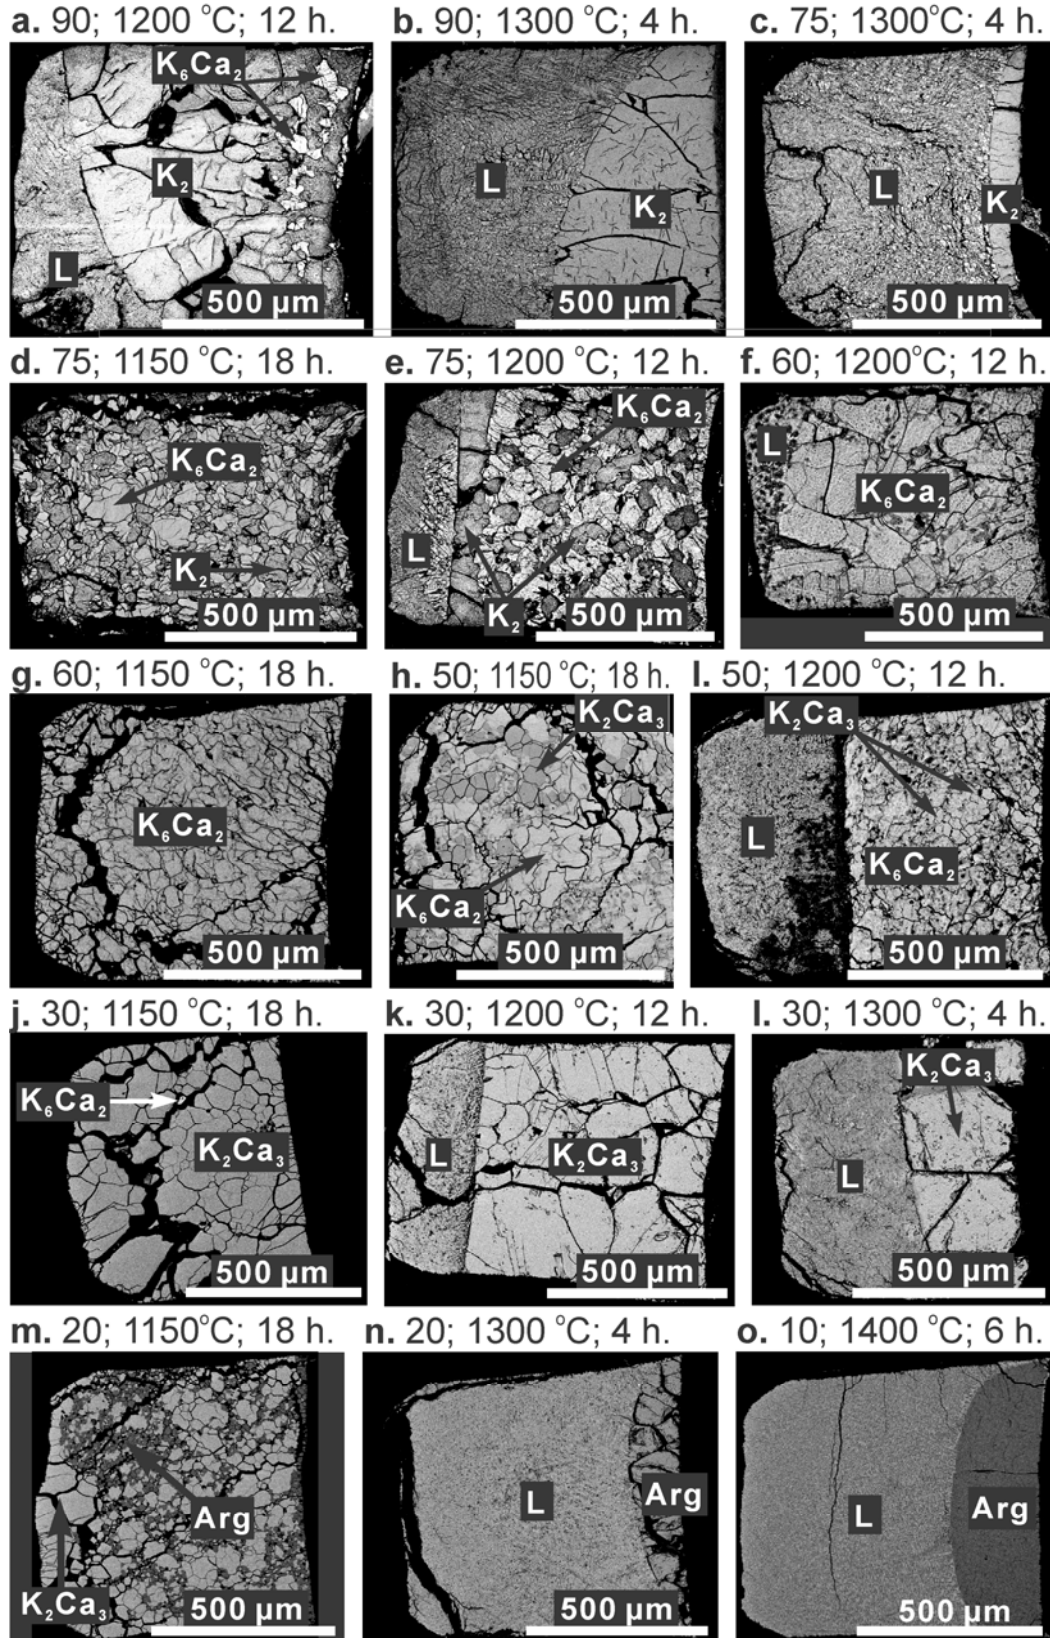 a. 90; 1200 °C; 12 h.
K₆Ca₂
K₂
L
500 µm
b. 90; 1300 °C; 4 h.
L
K₂
500 µm
c. 75; 1300°C; 4 h.
L
K₂
500 µm
d. 75; 1150 °C; 18 h.
K₆Ca₂
K₂
500 µm
e. 75; 1200 °C; 12 h.
K₆Ca₂
L
K₂
500 µm
f. 60; 1200°C; 12 h.
L
K₆Ca₂
500 µm
g. 60; 1150 °C; 18 h.
K₆Ca₂
500 µm
h. 50; 1150 °C; 18 h.
K₂Ca₃
K₆Ca₂
500 µm
I. 50; 1200 °C; 12 h.
K₂Ca₃
L
K₆Ca₂
500 µm
j. 30; 1150 °C; 18 h.
K₆Ca₂
K₂Ca₃
500 µm
k. 30; 1200 °C; 12 h.
L
K₂Ca₃
500 µm
l. 30; 1300 °C; 4 h.
K₂Ca₃
L
500 µm
m. 20; 1150°C; 18 h.
Arg
K₂Ca₃
500 µm
n. 20; 1300 °C; 4 h.
L
Arg
500 µm
o. 10; 1400 °C; 6 h.
L
Arg
500 µm